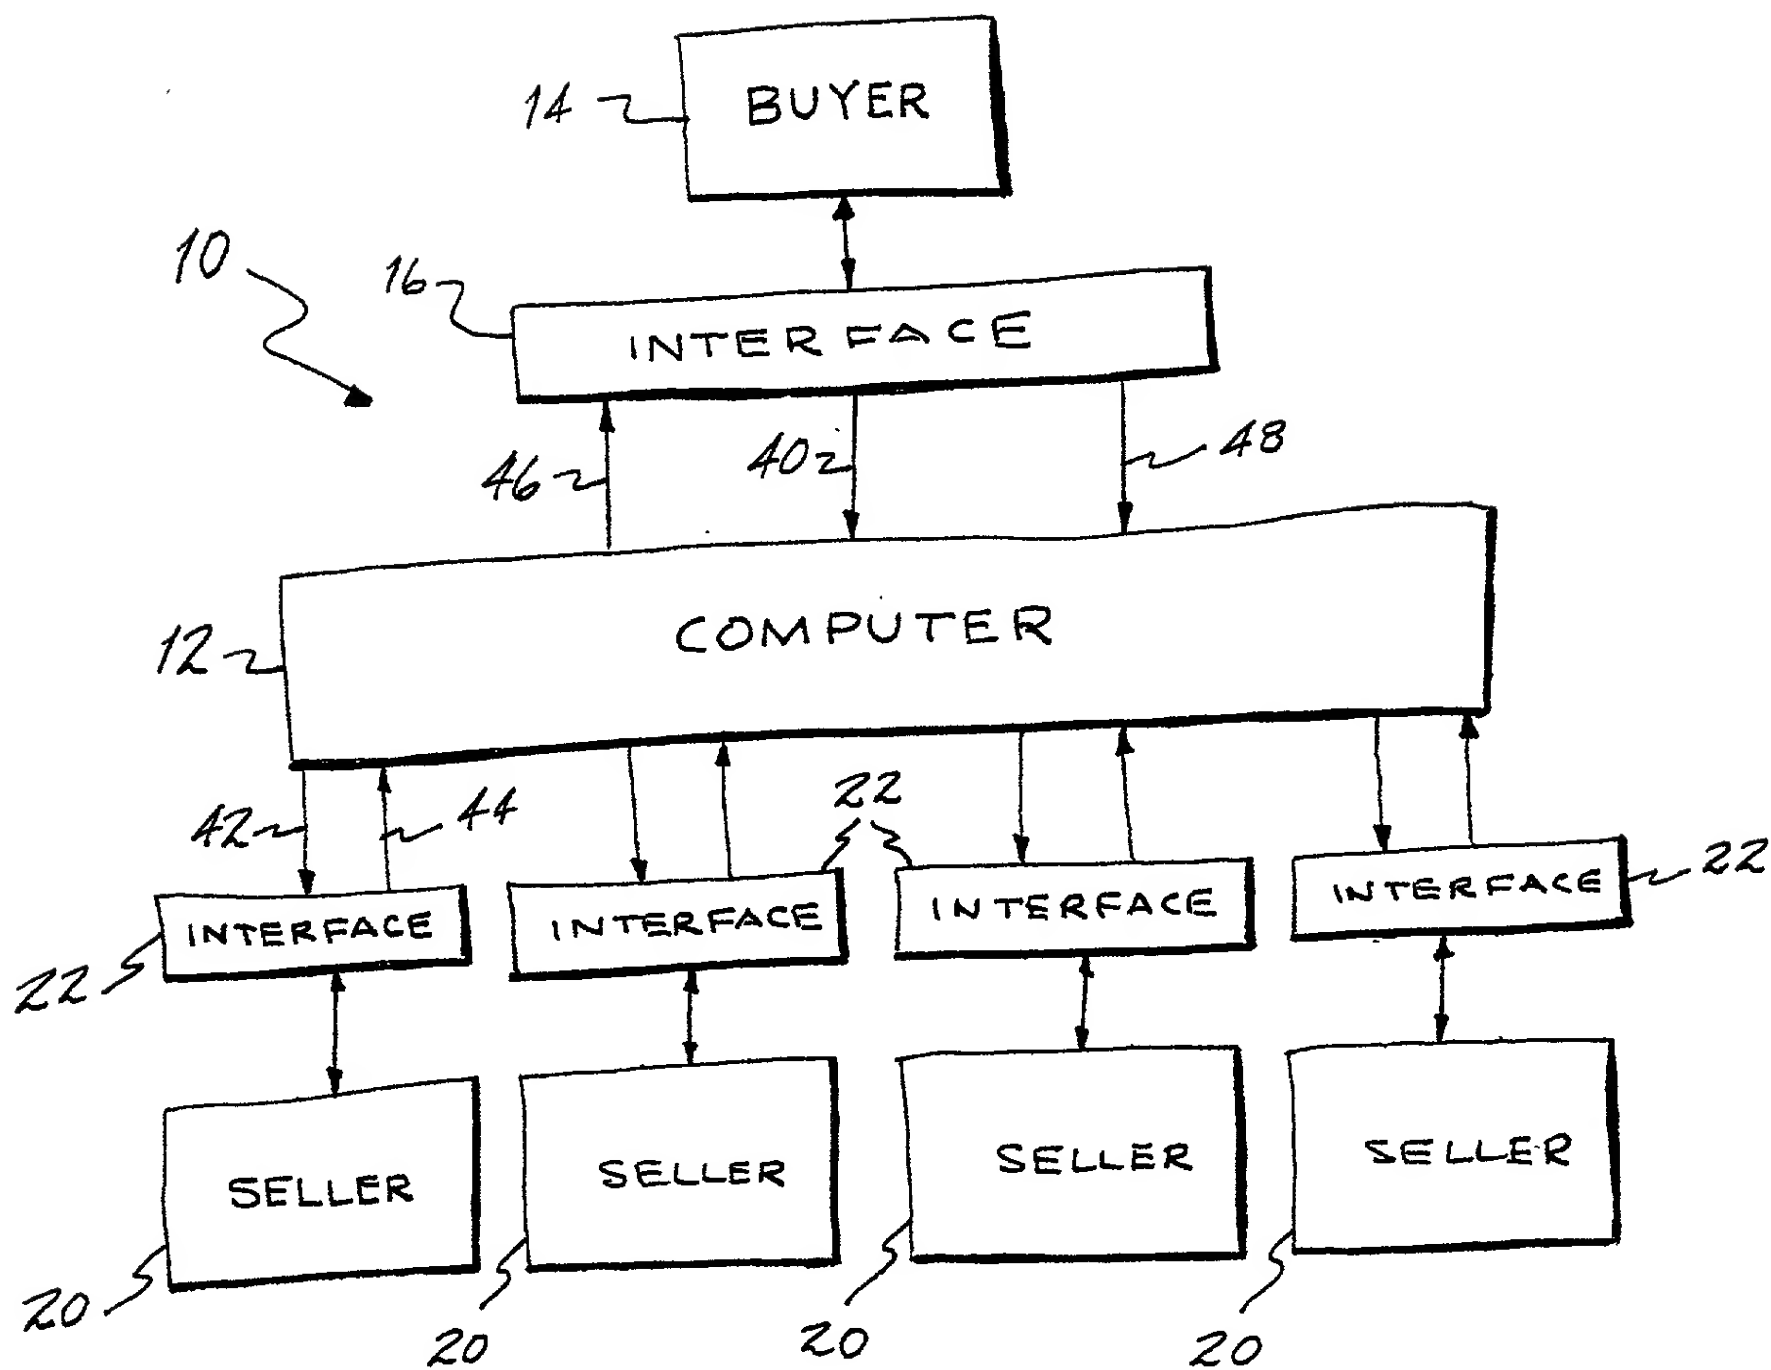 BUYER
14
10
16
INTERFACE
46
40
48
12
COMPUTER
42
44
22
INTERFACE
INTERFACE
INTERFACE
INTERFACE
22
22
SELLER
SELLER
SELLER
SELLER
20
20
20
20